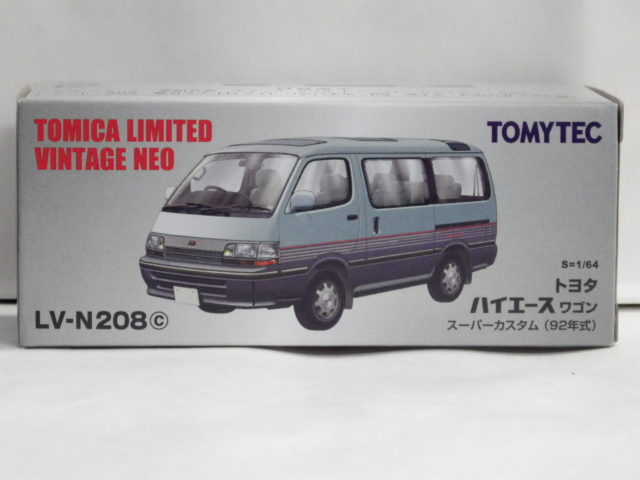 TOMICA LIMITED
VINTAGE NEO
TOMYTEC
S=1/64
トヨタ
ハイエース ワゴン
スーパーカスタム (92年式)
LV-N208ⓒ